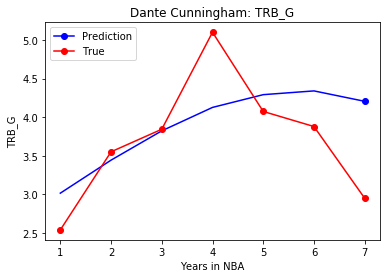 Dante Cunningham: TRB_G
Prediction
True
5.0
4.5
4.0
3.5
3.0
2.5
TRB_G
1 2 3 4 5 6 7
Years in NBA